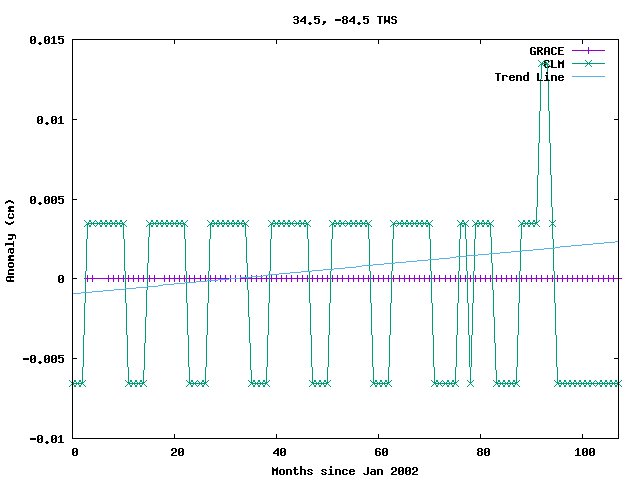 34.5, -84.5 TWS
0.015
0.01
0.005
0
-0.005
-0.01
Anomaly (cm)
GRACE
CLM
Trend Line
0 20 40 60 80 100
Months since Jan 2002